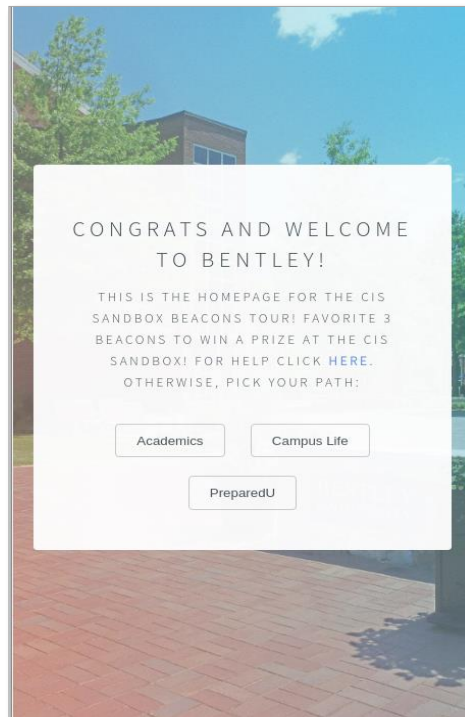 CONGRATS AND WELCOME
TO BENTLEY!
THIS IS THE HOMEPAGE FOR THE CIS
SANDBOX BEACONS TOUR! FAVORITE 3
BEACONS TO WIN A PRIZE AT THE CIS
SANDBOX! FOR HELP CLICK HERE.
OTHERWISE, PICK YOUR PATH:
Academics
Campus Life
PreparedU